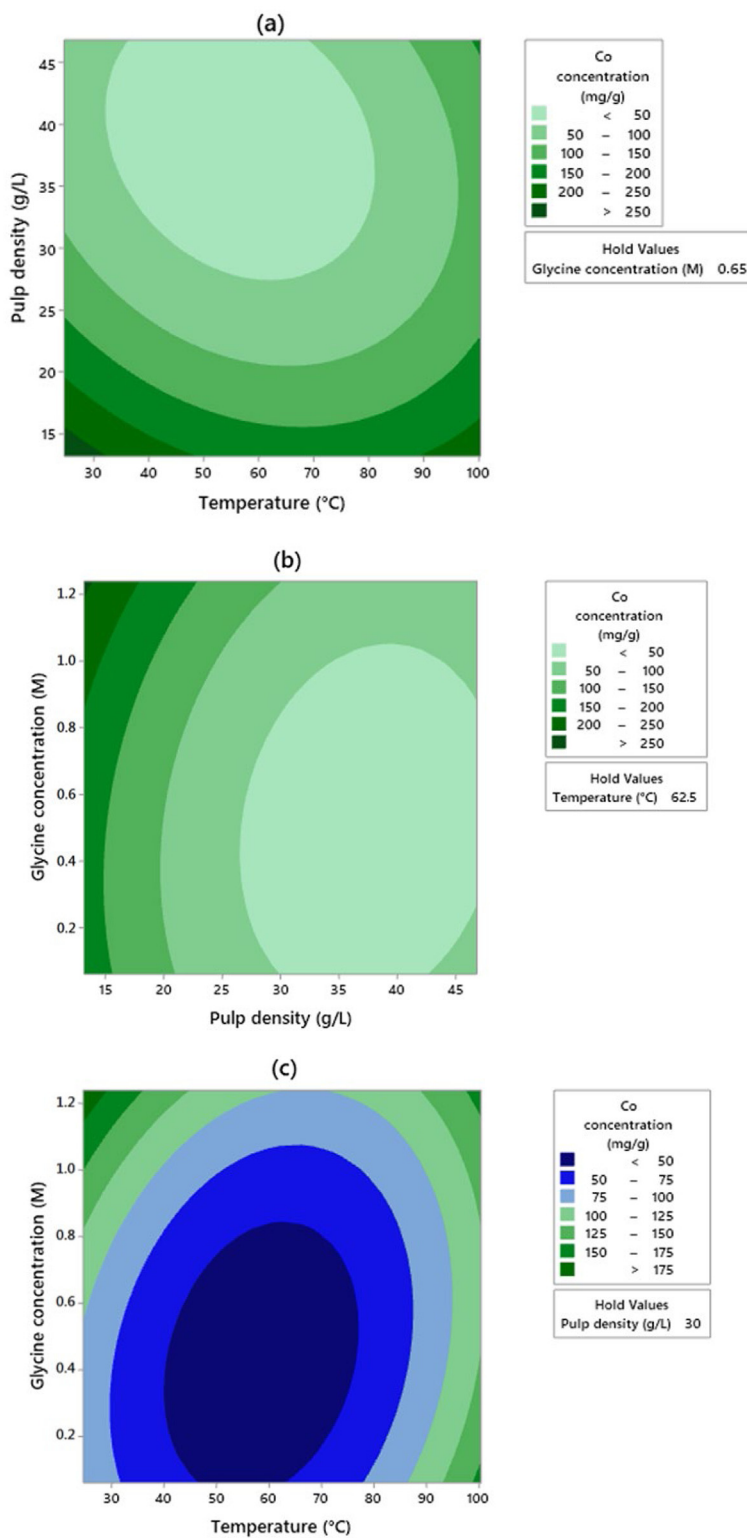 (a)
Pulp density (g/L)
45
40
35
30
25
20
15
30 40 50 60 70 80 90 100
Temperature (°C)
Co
concentration
(mg/g)
< 50
50 – 100
100 – 150
150 – 200
200 – 250
> 250
Hold Values
Glycine concentration (M) 0.65
(b)
Glycine concentration (M)
1.2
1.0
0.8
0.6
0.4
0.2
15 20 25 30 35 40 45
Pulp density (g/L)
Co
concentration
(mg/g)
< 50
50 – 100
100 – 150
150 – 200
200 – 250
> 250
Hold Values
Temperature (°C) 62.5
(c)
Glycine concentration (M)
1.2
1.0
0.8
0.6
0.4
0.2
30 40 50 60 70 80 90 100
Temperature (°C)
Co
concentration
(mg/g)
< 50
50 – 75
75 – 100
100 – 125
125 – 150
150 – 175
> 175
Hold Values
Pulp density (g/L) 30